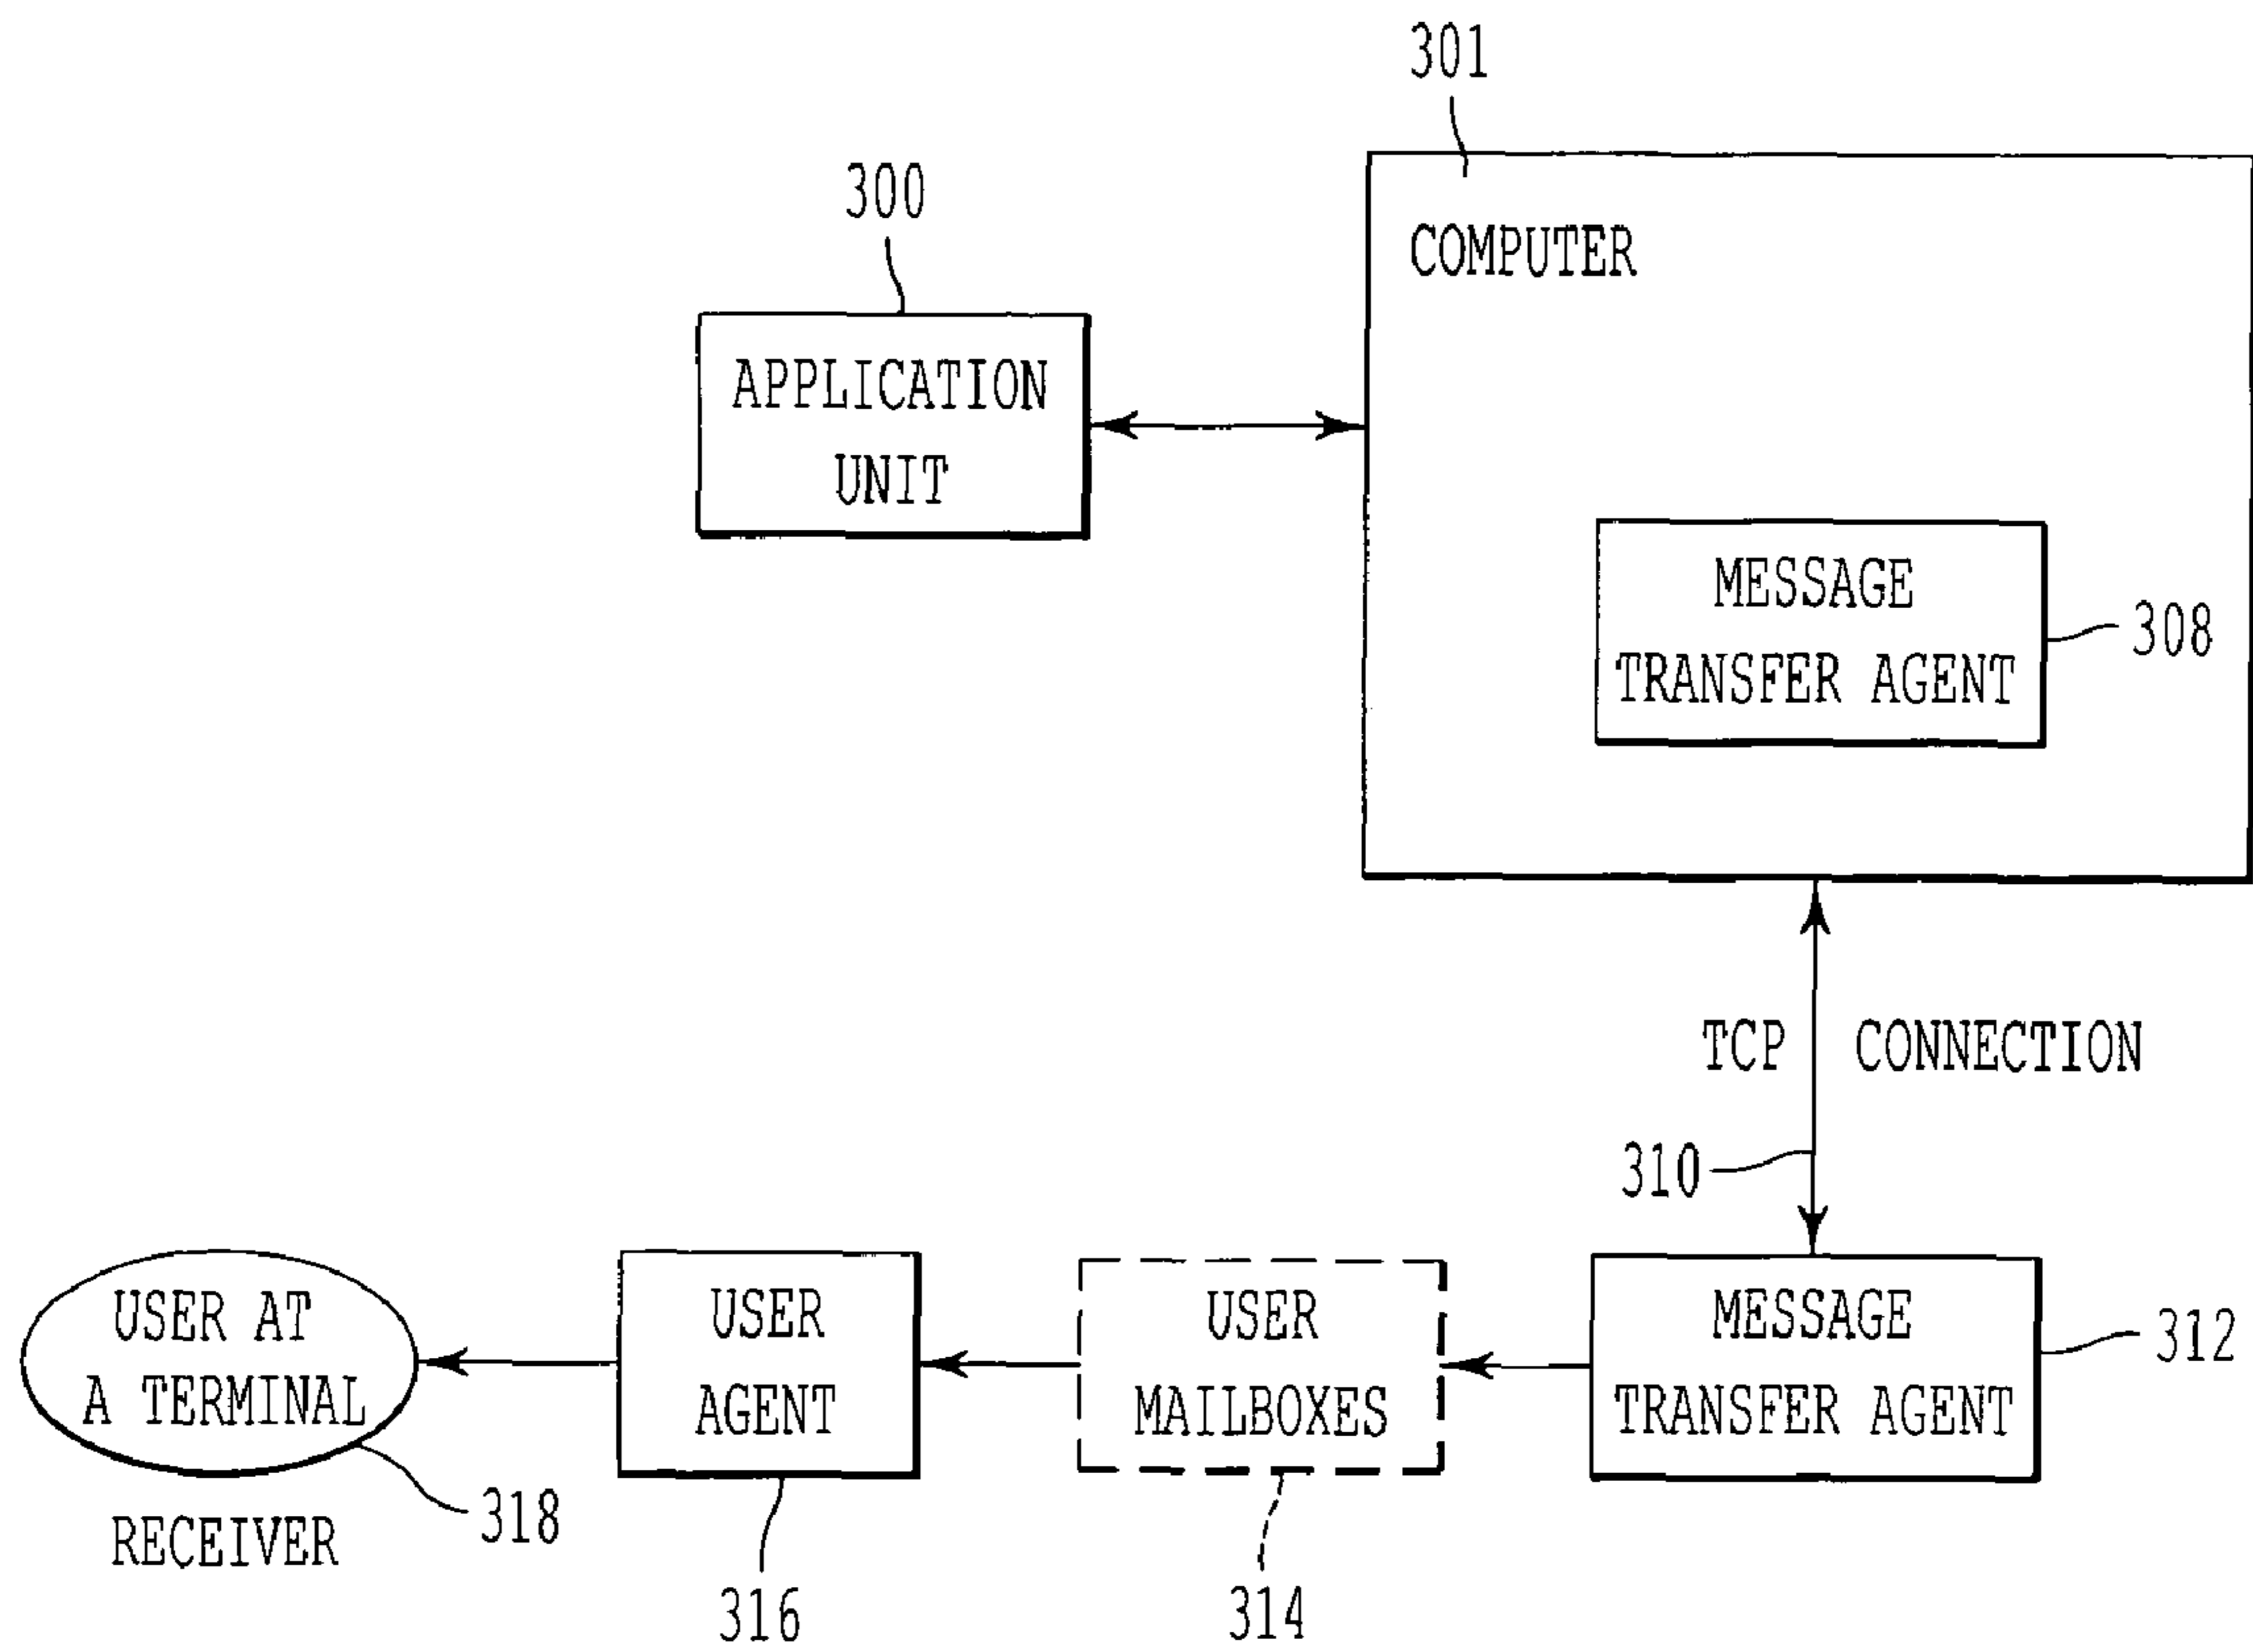 301
300
COMPUTER
APPLICATION
UNIT
MESSAGE
TRANSFER AGENT
308
TCP CONNECTION
310
USER AT
A TERMINAL
318
RECEIVER
USER
AGENT
316
USER
MAILBOXES
314
MESSAGE
TRANSFER AGENT
312